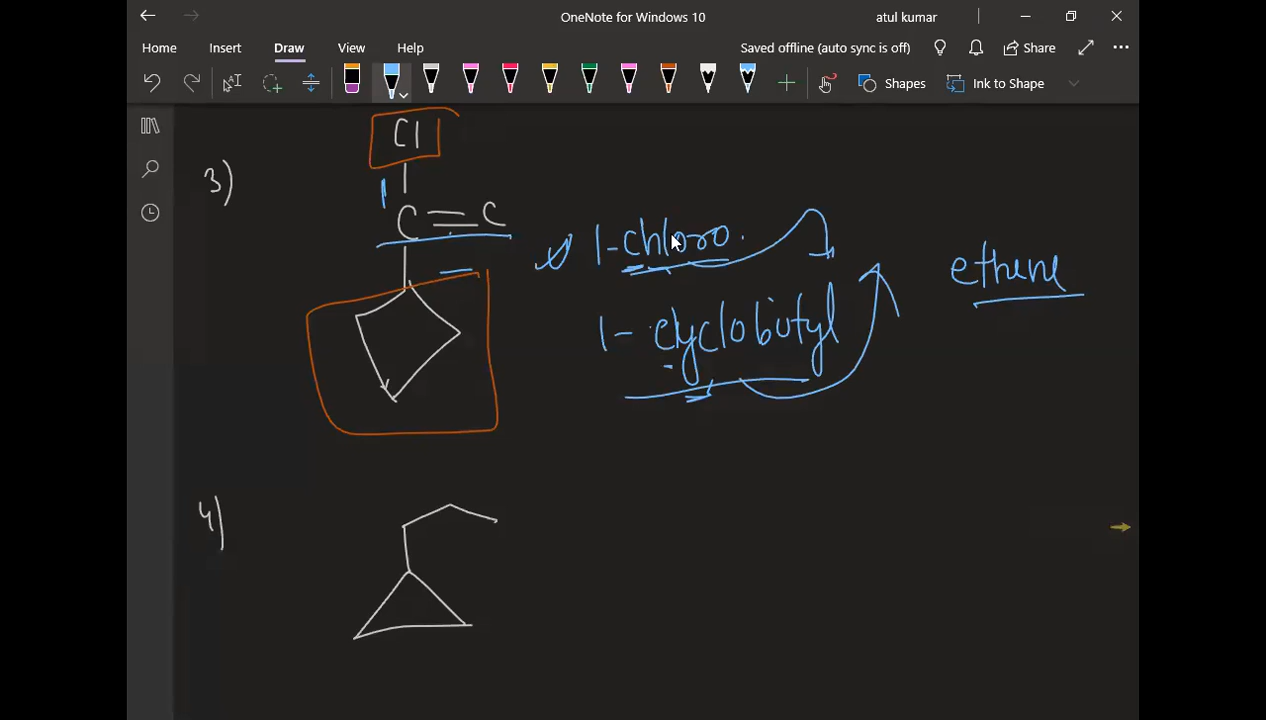 OneNote for Windows 10
atul kumar
Home Insert Draw View Help
Saved offline (auto sync is off)
Share
Shapes
Ink to Shape
3)
Cl
1
C = C
1-chloro.
ethene
1- cyclobutyl
4)